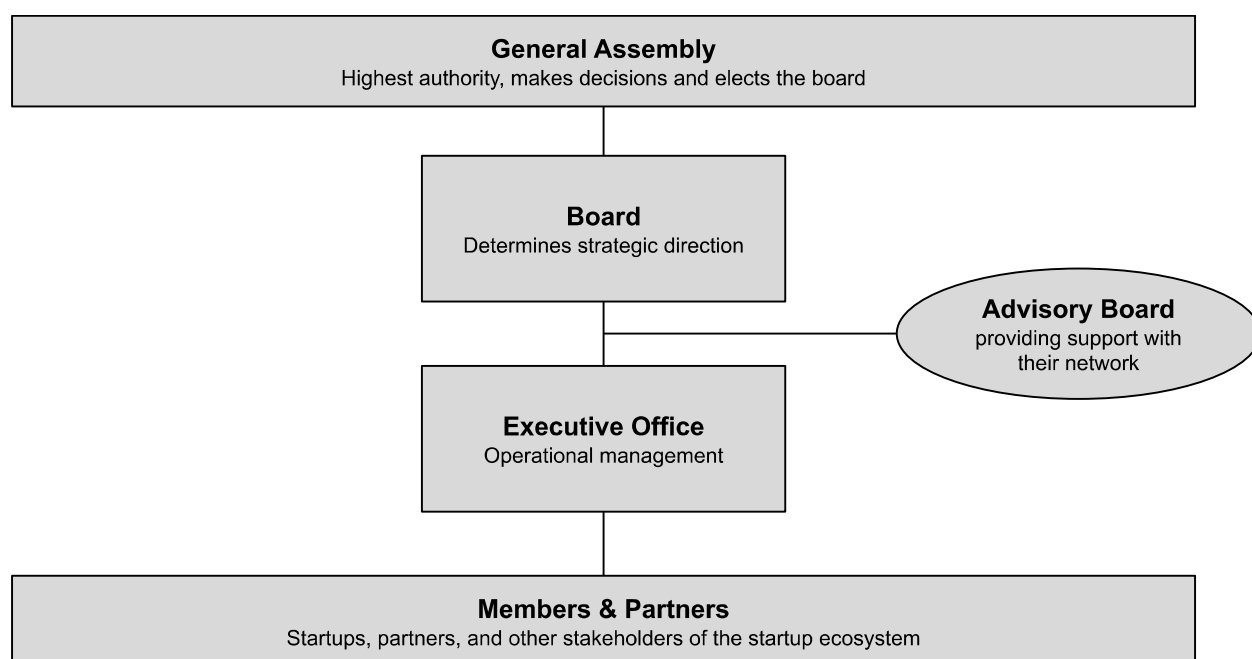 General Assembly
Highest authority, makes decisions and elects the board
Board
Determines strategic direction
Advisory Board
providing support with
their network
Executive Office
Operational management
Members & Partners
Startups, partners, and other stakeholders of the startup ecosystem